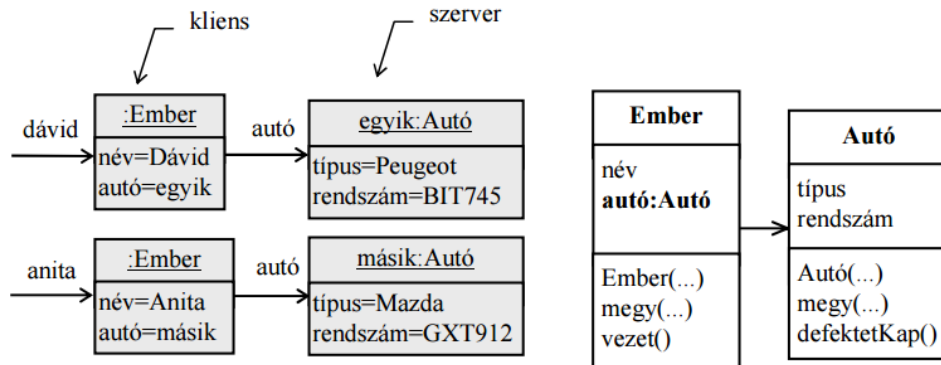 kliens
szerver
dávid
:Ember
név=Dávid
autó=egyik
autó
egyik:Autó
típus=Peugeot
rendszám=BIT745
anita
:Ember
név=Anita
autó=másik
autó
másik:Autó
típus=Mazda
rendszám=GXT912
Ember
név
autó:Autó
Ember(...)
megy(...)
vezet()
Autó
típus
rendszám
Autó(...)
megy(...)
defektetKap()